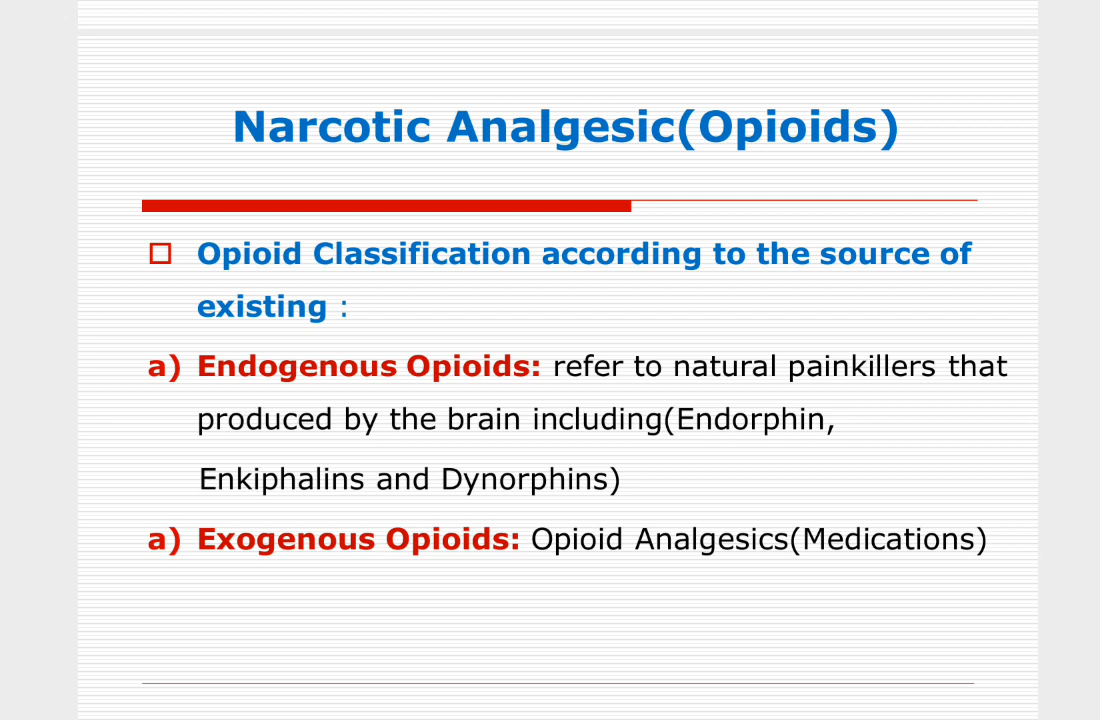 Narcotic Analgesic(Opioids)
Opioid Classification according to the source of
existing :
a) Endogenous Opioids: refer to natural painkillers that
produced by the brain including(Endorphin,
Enkiphalins and Dynorphins)
a) Exogenous Opioids: Opioid Analgesics(Medications)